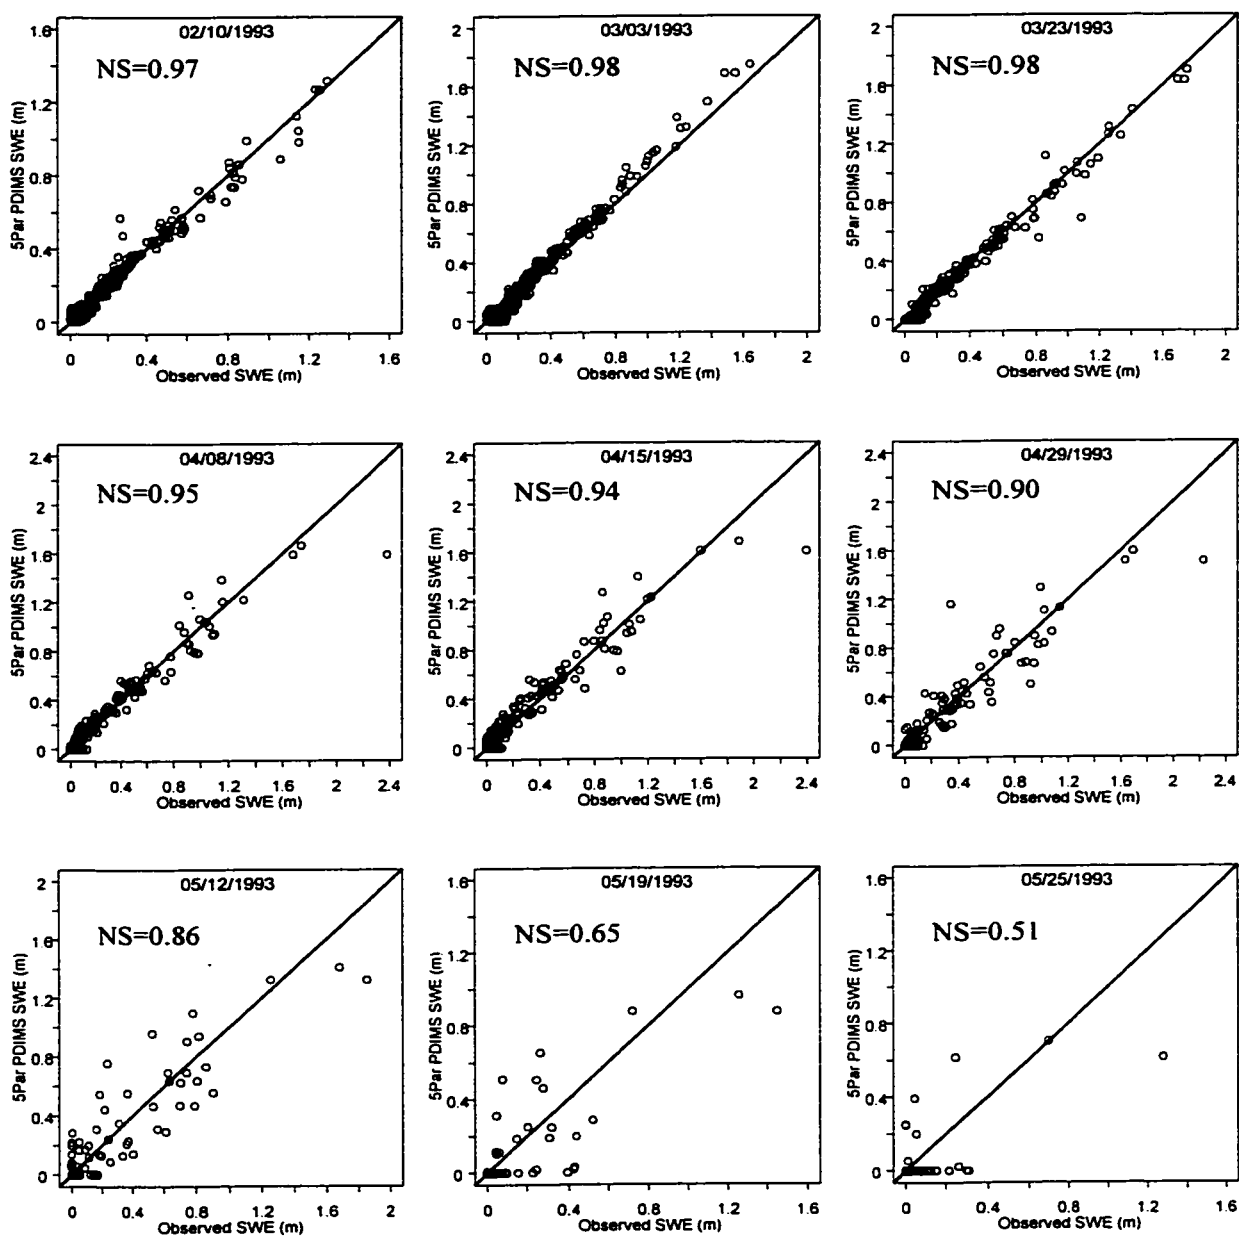 02/10/1993
NS=0.97
5Par PDIMS SWE (m)
1.6
1.2
0.8
0.4
0
0 0.4 0.8 1.2 1.6
Observed SWE (m)
03/03/1993
NS=0.98
5Par PDIMS SWE (m)
2
1.6
1.2
0.8
0.4
0
0 0.4 0.8 1.2 1.6 2
Observed SWE (m)
03/23/1993
NS=0.98
5Par PDIMS SWE (m)
2
1.6
1.2
0.8
0.4
0
0 0.4 0.8 1.2 1.6 2
Observed SWE (m)
04/08/1993
NS=0.95
5Par PDIMS SWE (m)
2.4
2
1.6
1.2
0.8
0.4
0
0 0.4 0.8 1.2 1.6 2 2.4
Observed SWE (m)
04/15/1993
NS=0.94
5Par PDIMS SWE (m)
2.4
2
1.6
1.2
0.8
0.4
0
0 0.4 0.8 1.2 1.6 2 2.4
Observed SWE (m)
04/29/1993
NS=0.90
5Par PDIMS SWE (m)
2.4
2
1.6
1.2
0.8
0.4
0
0 0.4 0.8 1.2 1.6 2 2.4
Observed SWE (m)
05/12/1993
NS=0.86
5Par PDIMS SWE (m)
2
1.6
1.2
0.8
0.4
0
0 0.4 0.8 1.2 1.6 2
Observed SWE (m)
05/19/1993
NS=0.65
5Par PDIMS SWE (m)
1.6
1.2
0.8
0.4
0
0 0.4 0.8 1.2 1.6
Observed SWE (m)
05/25/1993
NS=0.51
5Par PDIMS SWE (m)
1.6
1.2
0.8
0.4
0
0 0.4 0.8 1.2 1.6
Observed SWE (m)